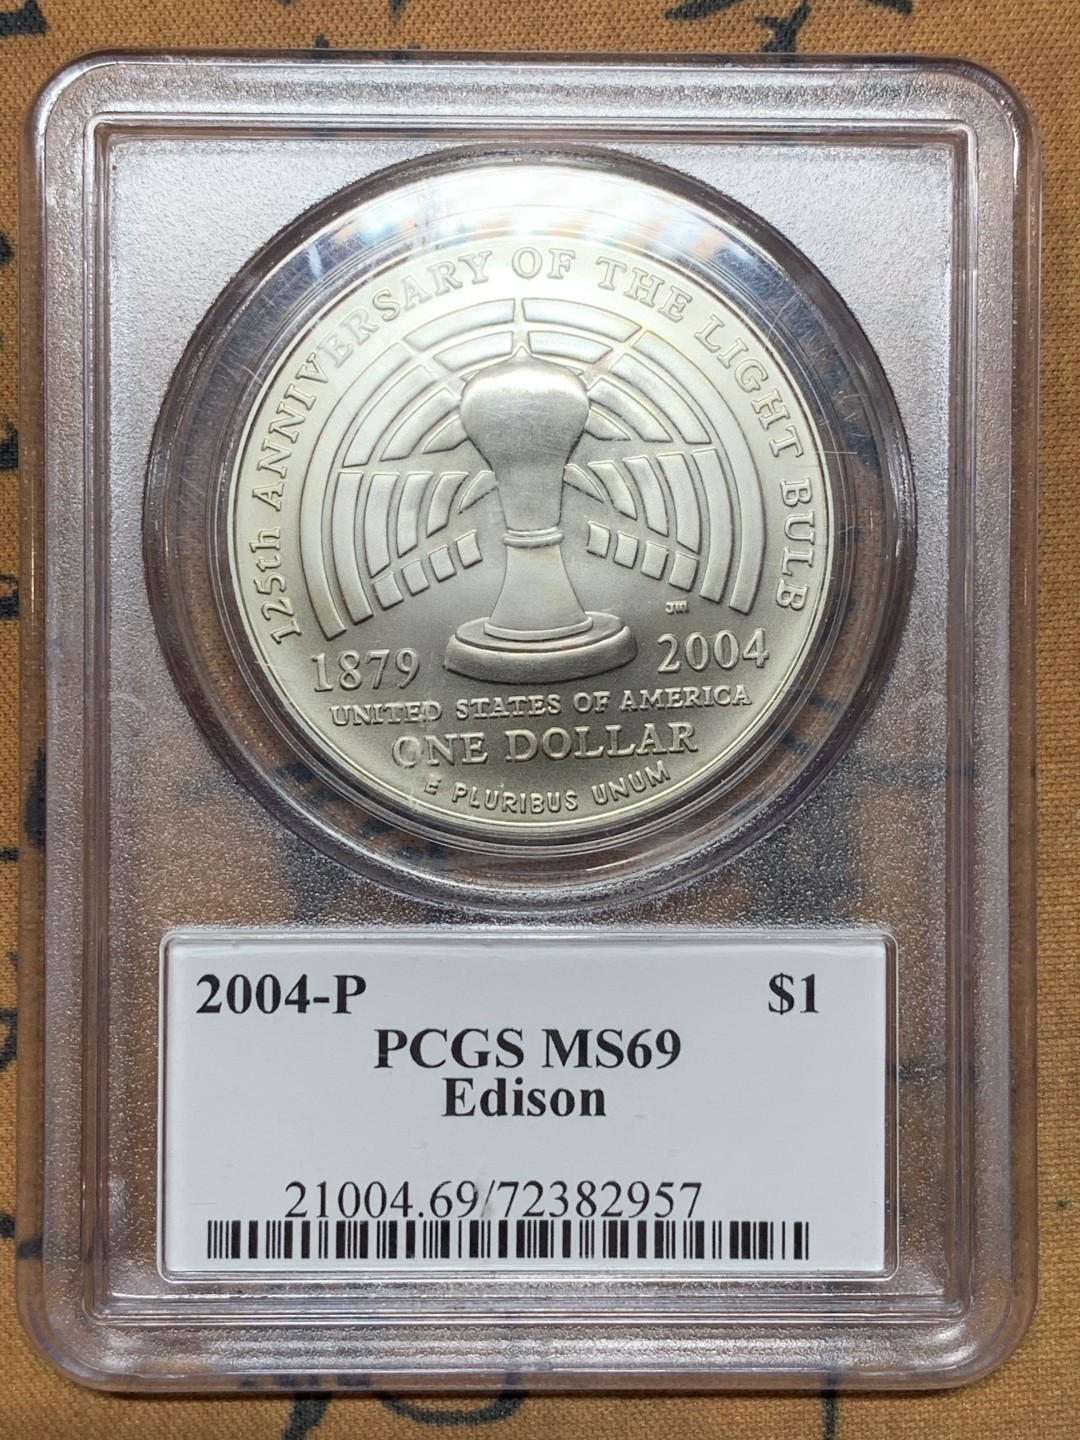 125th ANNIVERSARY OF THE LIGHT BULB
JM
1879 2004
UNITED STATES OF AMERICA
ONE DOLLAR
E PLURIBUS UNUM
2004-P $1
PCGS MS69
Edison
21004.69/72382957